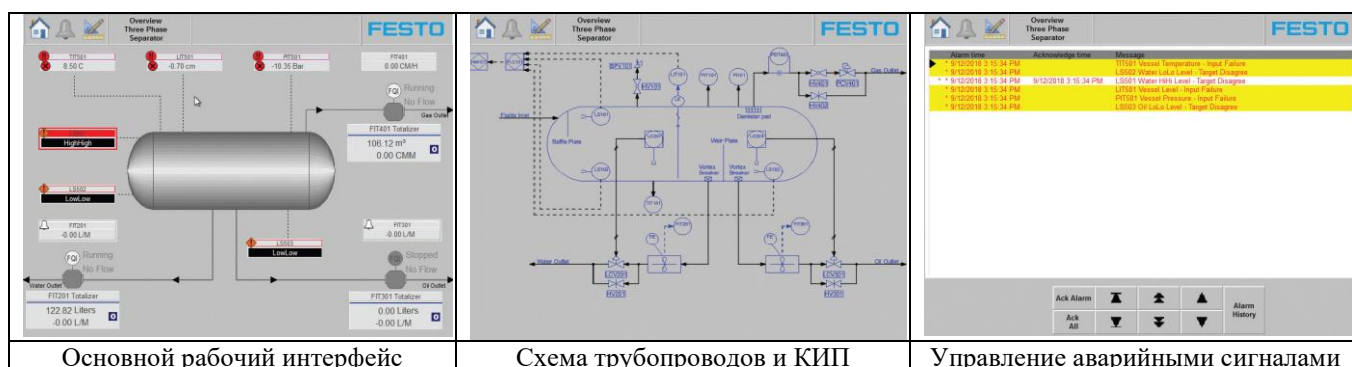 Overview
Three Phase
Separator
FESTO
TIT501
8.50 C
LIT501
-0.70 cm
PIT501
-10.35 Bar
FIT401
0.00 CM/H
FQI
Running
No Flow
Gas Outlet
FIT401 Totalizer
106.12 m³
0.00 CMM
HighHigh
LS502
LowLow
FIT201
-0.00 L/M
FQI
Running
No Flow
Water Outlet
FIT201 Totalizer
122.82 Liters
-0.00 L/M
LS503
LowLow
FIT301
-0.00 L/M
FQI
Stopped
No Flow
Oil Outlet
FIT301 Totalizer
0.00 Liters
-0.00 L/M
Основной рабочий интерфейс
Overview
Three Phase
Separator
FESTO
HV101
Gas Outlet
HV402
Fluids Inlet
Demister pad
Baffle Plate
Weir Plate
Vortex
Breaker
Vortex
Breaker
LS102
Water Outlet
LCV201
HV201
Oil Outlet
LCV301
HV301
Схема трубопроводов и КИП
Overview
Three Phase
Separator
FESTO
Alarm time Acknowledge time Message
* 9/12/2018 3:15:34 PM TIT501 Vessel Temperature - Input Failure
* 9/12/2018 3:15:34 PM LS502 Water LoLo Level - Target Disagree
* 9/12/2018 3:15:34 PM 9/12/2018 3:15:34 PM LS501 Water HiHi Level - Target Disagree
* 9/12/2018 3:15:34 PM LIT501 Vessel Level - Input Failure
* 9/12/2018 3:15:34 PM PIT501 Vessel Pressure - Input Failure
* 9/12/2018 3:15:34 PM LS503 Oil LoLo Level - Target Disagree
Ack Alarm
Ack
All
Alarm
History
Управление аварийными сигналами